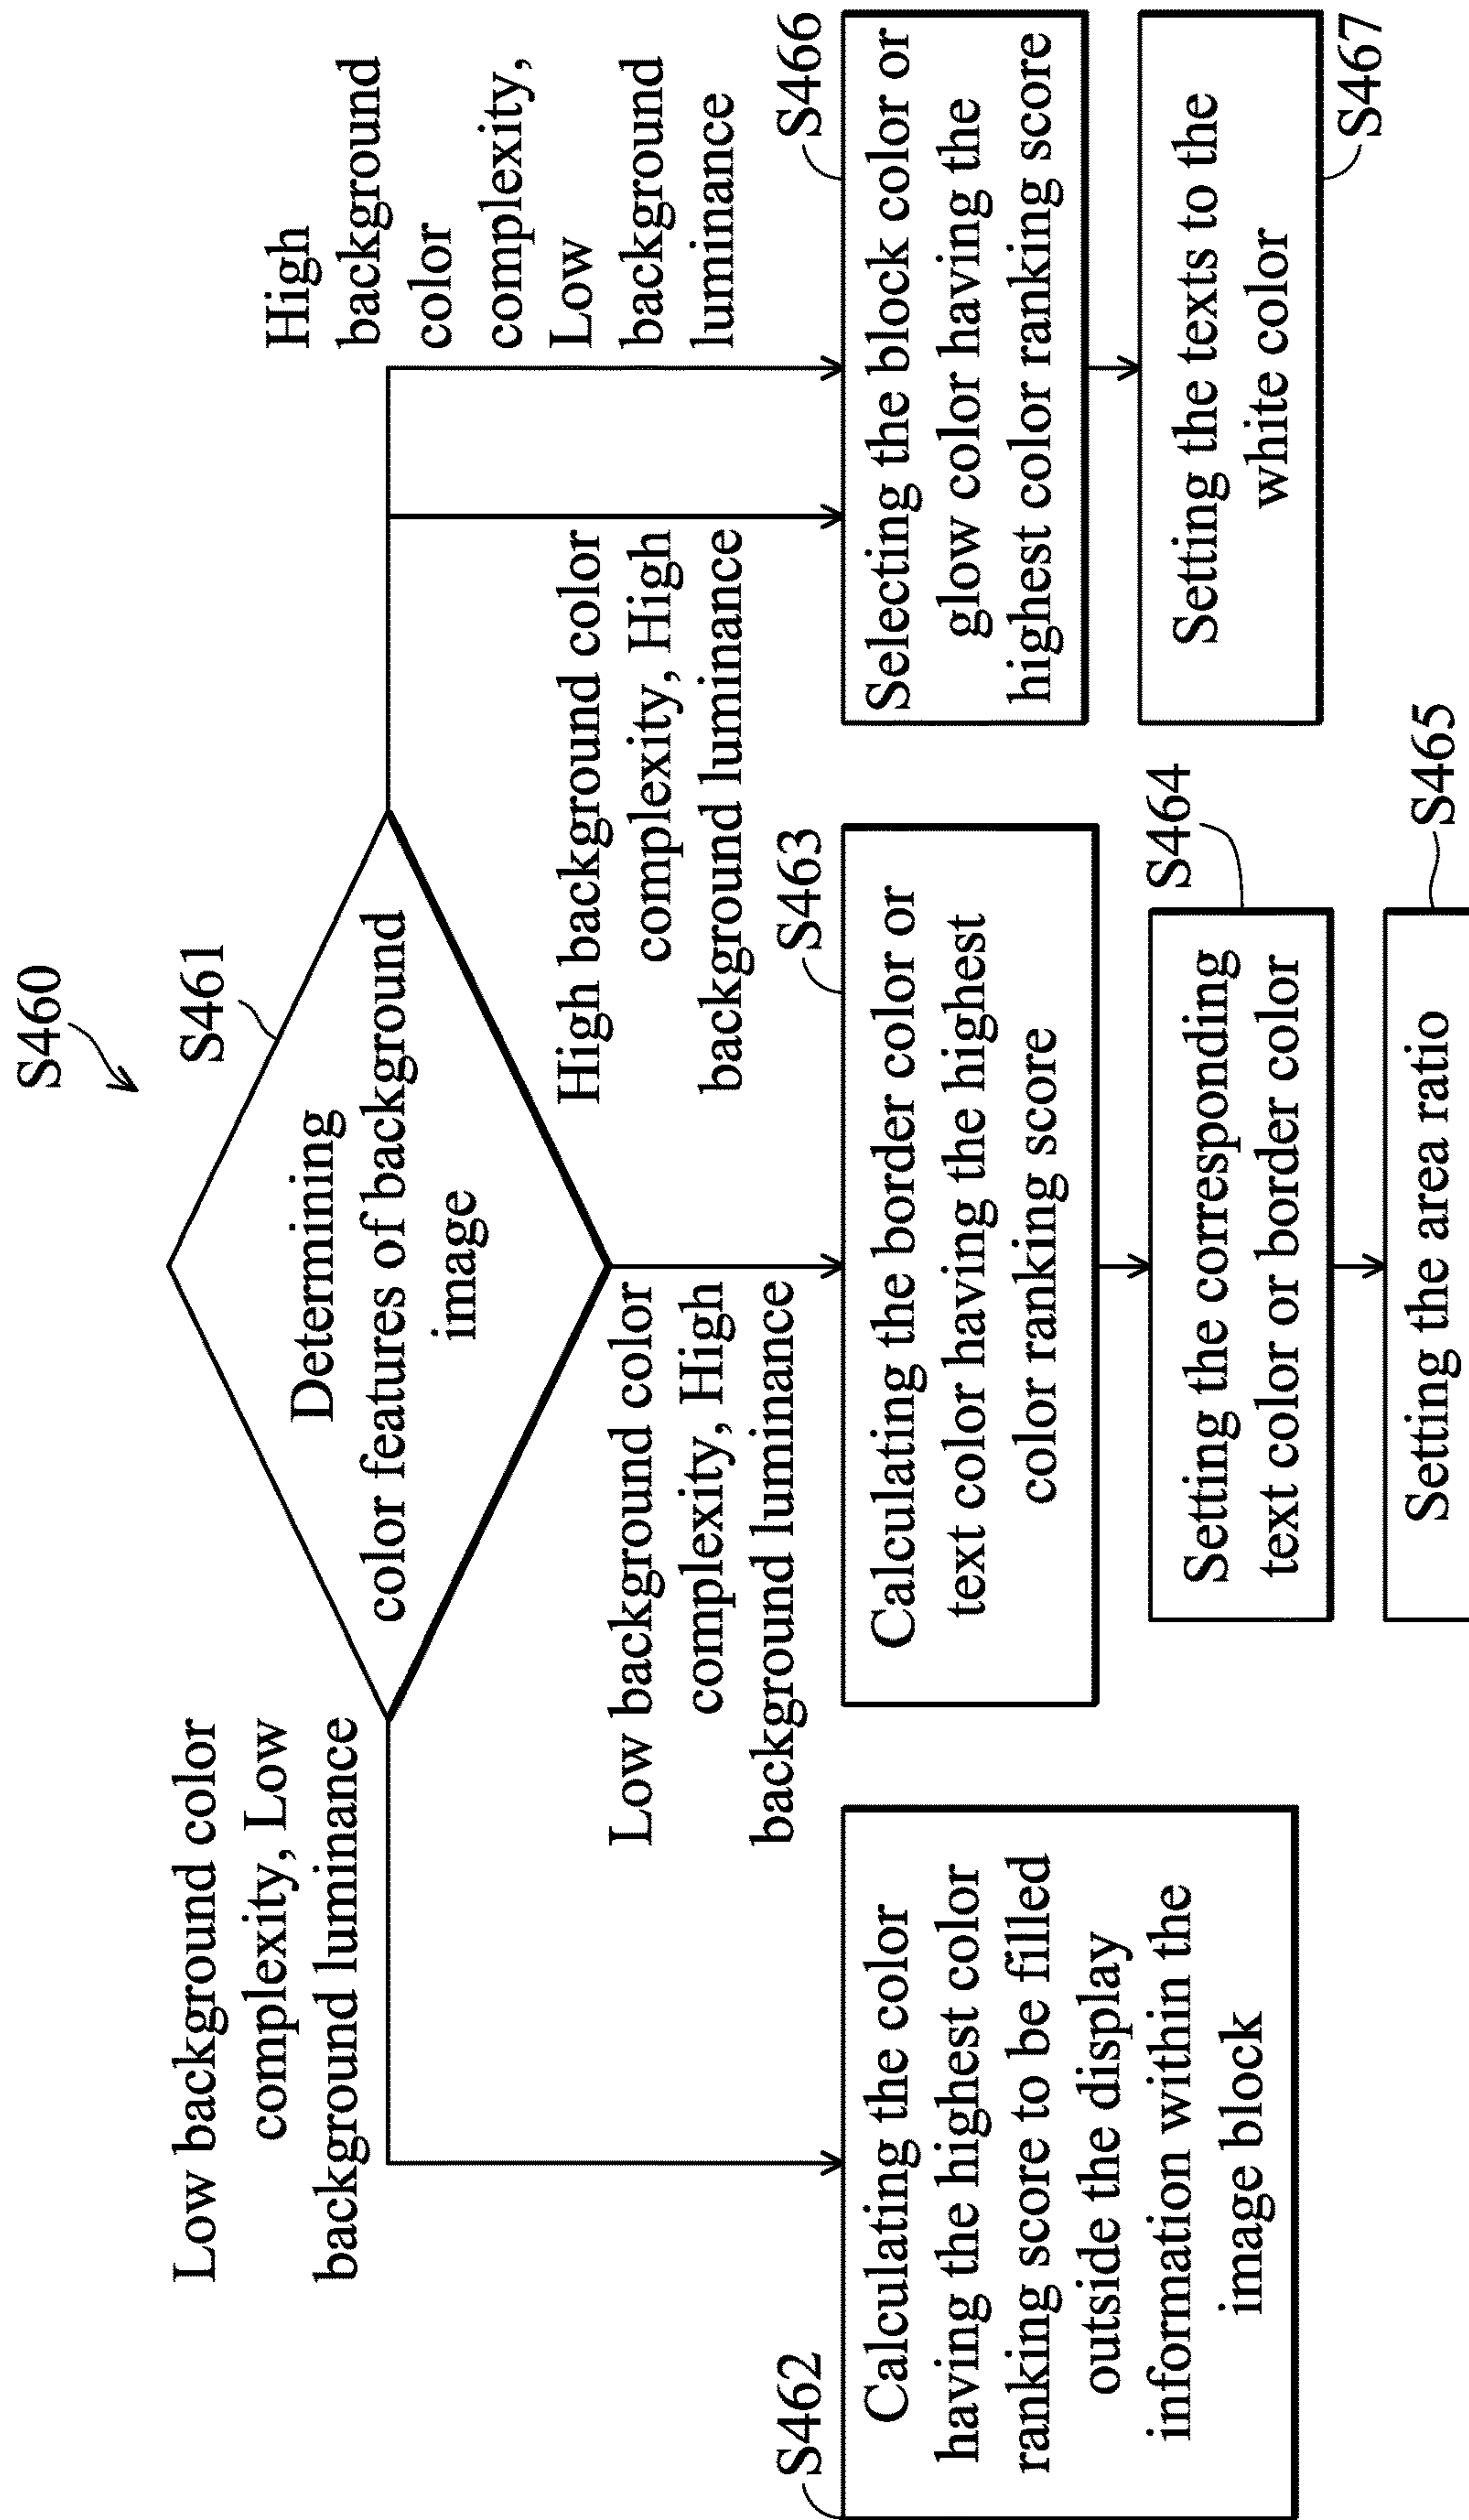 S460
S461
Determining
color features of background
image
Low background color
complexity, Low
background luminance
Low background color
complexity, High
background luminance
High background color
complexity, High
background luminance
High
background
color
complexity,
Low
background
luminance
S462
Calculating the color
having the highest color
ranking score to be filled
outside the display
information within the
image block
S463
Calculating the border color or
text color having the highest
color ranking score
S464
Setting the corresponding
text color or border color
S465
Setting the area ratio
S466
Selecting the block color or
glow color having the
highest color ranking score
Setting the texts to the
white color
S467